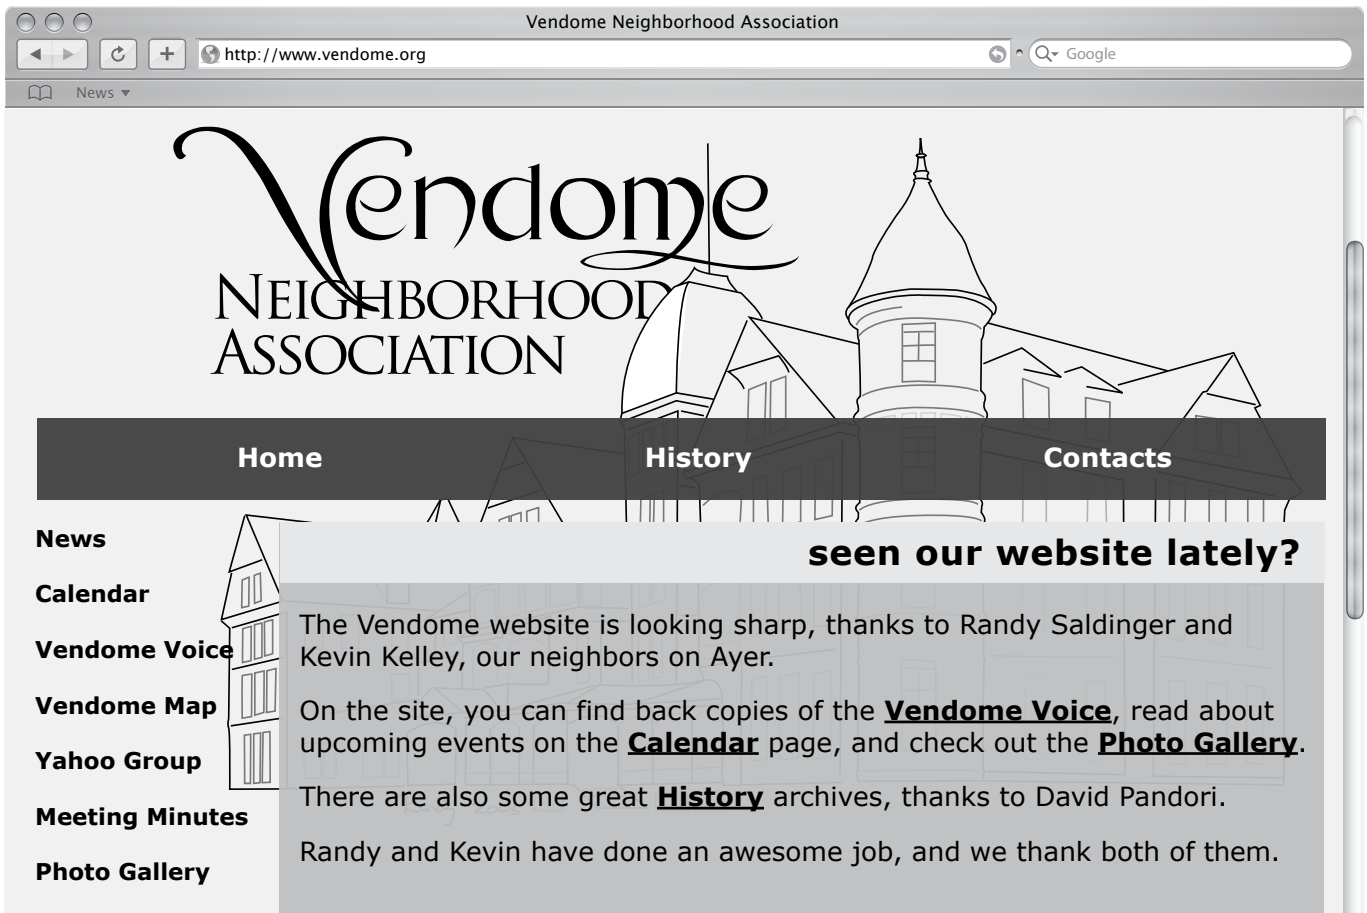 Vendome Neighborhood Association
http://www.vendome.org
Google
News
Vendome
NEIGHBORHOOD
ASSOCIATION
Home History Contacts
News
Calendar
Vendome Voice
Vendome Map
Yahoo Group
Meeting Minutes
Photo Gallery
seen our website lately?
The Vendome website is looking sharp, thanks to Randy Saldinger and
Kevin Kelley, our neighbors on Ayer.
On the site, you can find back copies of the Vendome Voice, read about
upcoming events on the Calendar page, and check out the Photo Gallery.
There are also some great History archives, thanks to David Pandori.
Randy and Kevin have done an awesome job, and we thank both of them.